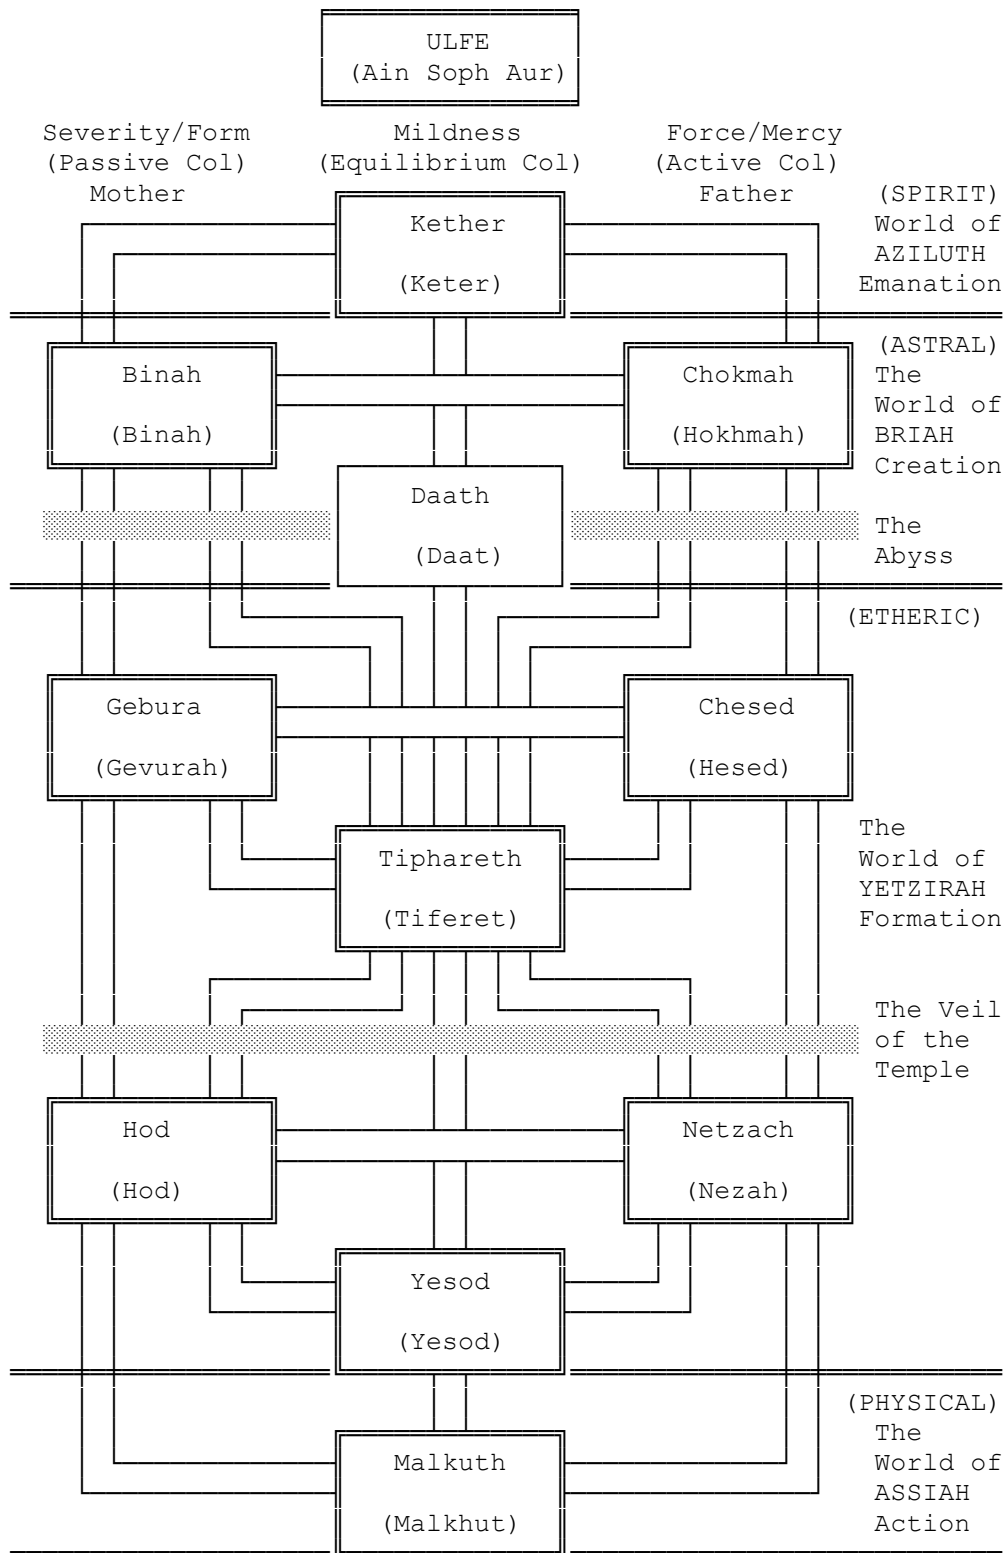 ULFE
(Ain Soph Aur)
Severity/Form Mildness Force/Mercy
(Passive Col) (Equilibrium Col) (Active Col)
Mother Father (SPIRIT)
Kether World of
AZILUTH
(Keter) Emanation
(ASTRAL)
Binah Chokmah The
World of
(Binah) (Hokhmah) BRIAH
Creation
Daath
The
(Daat) Abyss
(ETHERIC)
Gebura Chesed
(Gevurah) (Hesed)
The
Tiphareth World of
YETZIRAH
(Tiferet) Formation
The Veil
of the
Temple
Hod Netzach
(Hod) (Nezah)
Yesod
(Yesod)
(PHYSICAL)
The
Malkuth World of
ASSIAH
(Malkhut) Action